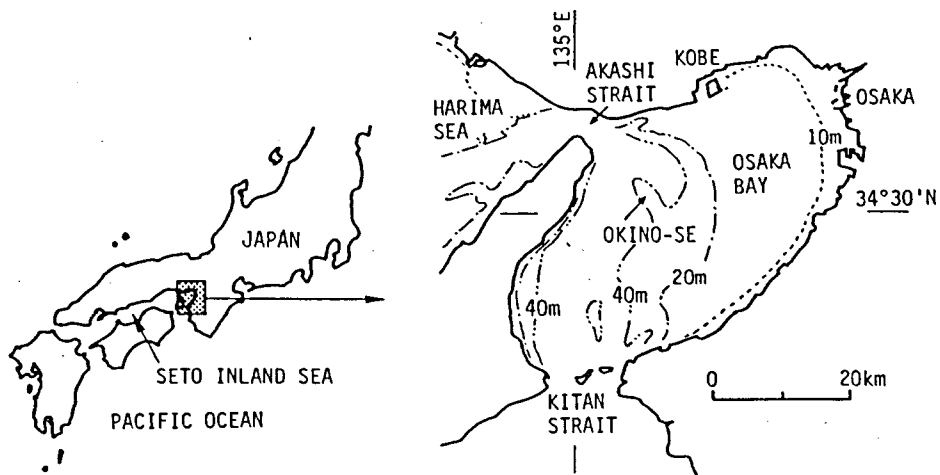 JAPAN
SETO INLAND SEA
PACIFIC OCEAN
135°E
KOBE
AKASHI
STRAIT
HARIMA
SEA
OSAKA
10m
OSAKA
BAY
34°30'N
OKINO-SE
20m
40m
40m
0
20km
KITAN
STRAIT